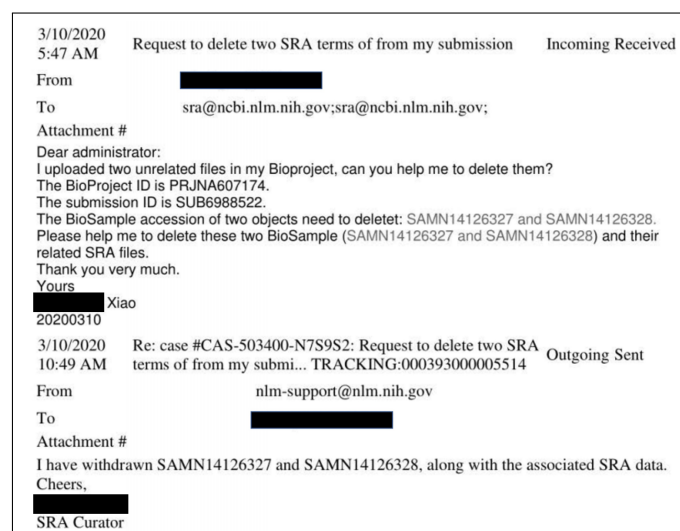 3/10/2020
5:47 AM
Request to delete two SRA terms of from my submission
Incoming Received
From
To
sra@ncbi.nlm.nih.gov;sra@ncbi.nlm.nih.gov;
Attachment #
Dear administrator:
I uploaded two unrelated files in my Bioproject, can you help me to delete them?
The BioProject ID is PRJNA607174.
The submission ID is SUB6988522.
The BioSample accession of two objects need to deletet: SAMN14126327 and SAMN14126328.
Please help me to delete these two BioSample (SAMN14126327 and SAMN14126328) and their
related SRA files.
Thank you very much.
Yours
Xiao
20200310
3/10/2020
10:49 AM
Re: case #CAS-503400-N7S9S2: Request to delete two SRA
terms of from my submi... TRACKING:000393000005514
Outgoing Sent
From
nlm-support@nlm.nih.gov
To
Attachment #
I have withdrawn SAMN14126327 and SAMN14126328, along with the associated SRA data.
Cheers,
SRA Curator